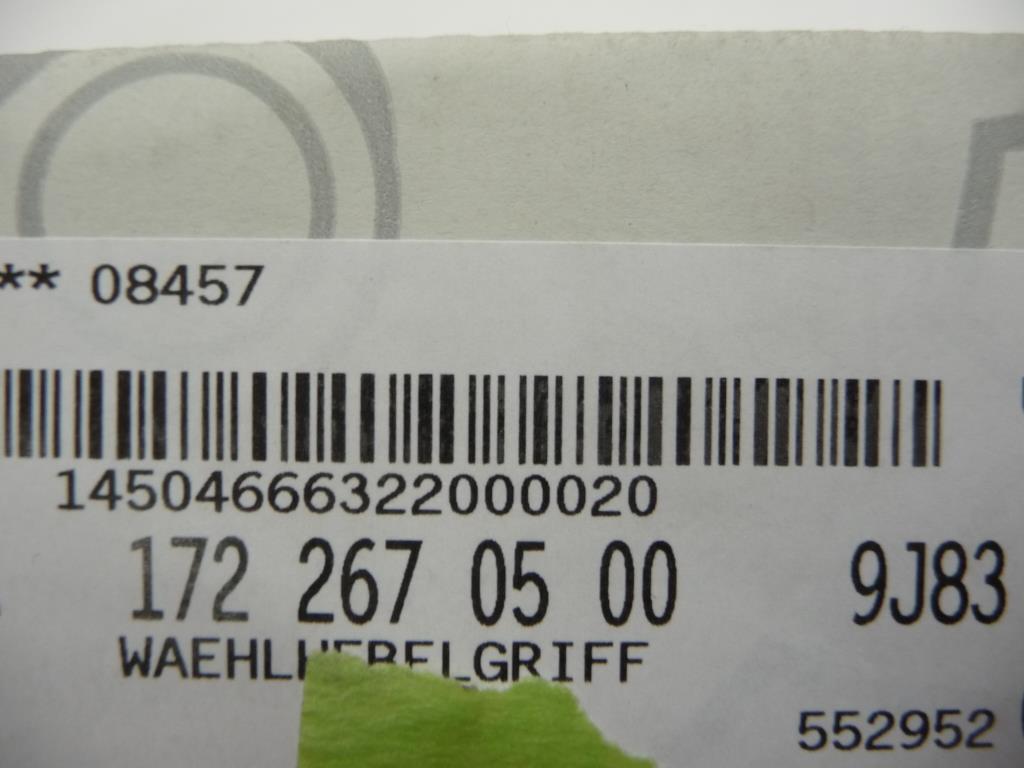 ** 08457
14504666322000020
172 267 05 00 9J83
WAEHLHEBELGRIFF
552952